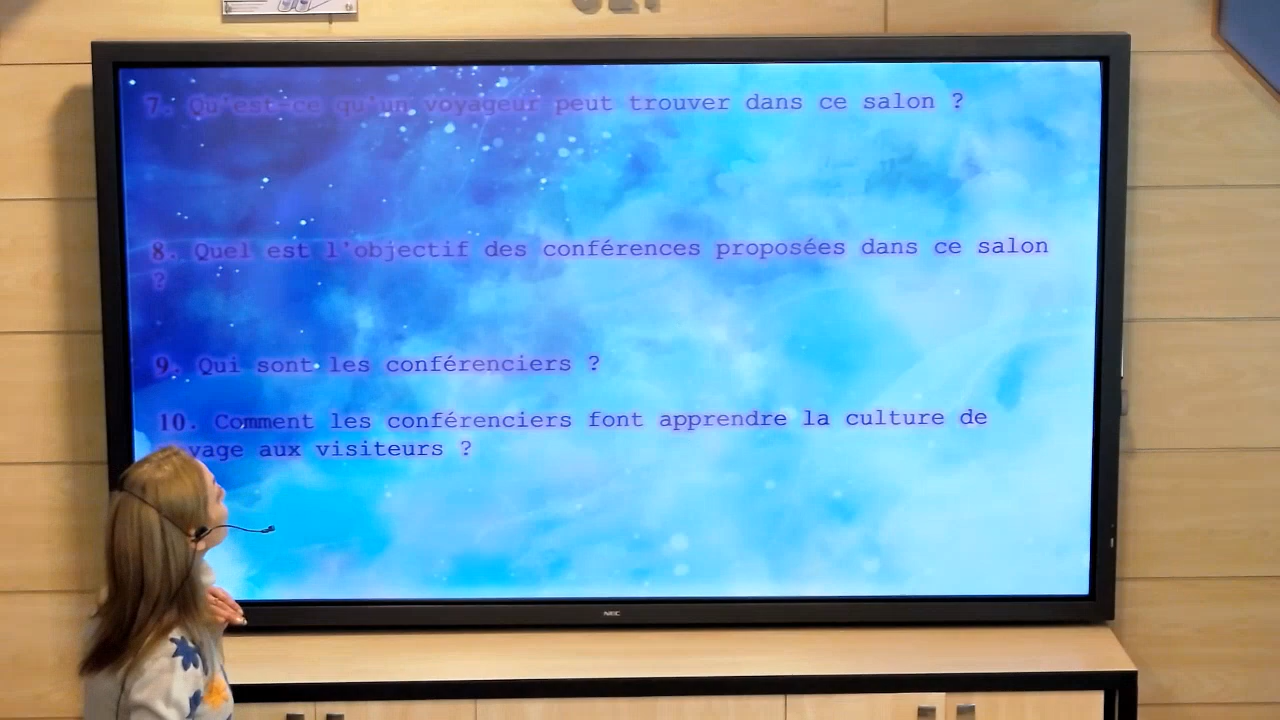 7. Qu'est-ce qu'un voyageur peut trouver dans ce salon ?
8. Quel est l'objectif des conférences proposées dans ce salon
?
9. Qui sont les conférenciers ?
10. Comment les conférenciers font apprendre la culture de
vage aux visiteurs ?
NEC